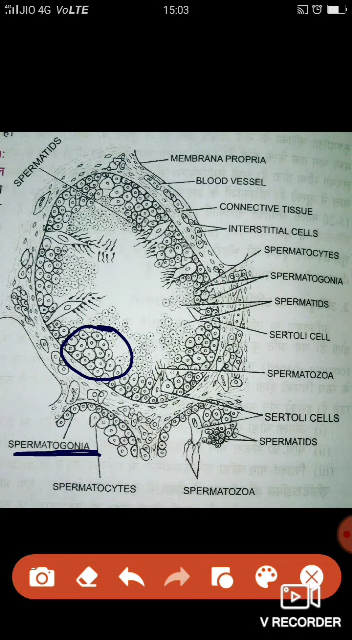 JIO 4G VoLTE
15:03
SPERMATIDS
MEMBRANA PROPRIA
BLOOD VESSEL
CONNECTIVE TISSUE
INTERSTITIAL CELLS
SPERMATOCYTES
SPERMATOGONIA
SPERMATIDS
SERTOLI CELL
SPERMATOZOA
SERTOLI CELLS
SPERMATOGONIA
SPERMATIDS
SPERMATOCYTES
SPERMATOZOA
V RECORDER